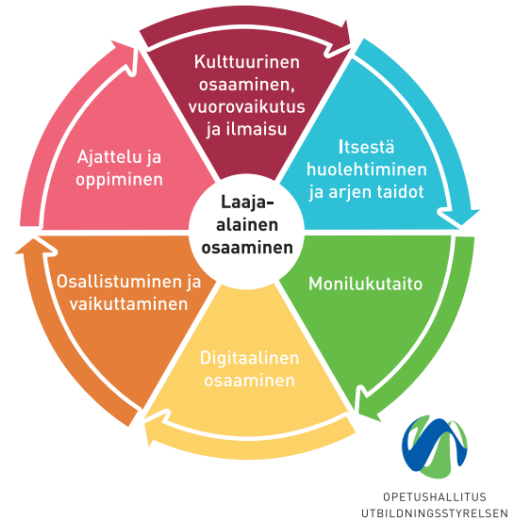 Kulttuurinen
osaaminen,
vuorovaikutus
ja ilmaisu
Itsestä
huolehtiminen
ja arjen taidot
Monilukutaito
Digitaalinen
osaaminen
Osallistuminen ja
vaikuttaminen
Ajattelu ja
oppiminen
Laaja-
alainen
osaaminen
OPETUSHALLITUS
UTBILDNINGSSTYRELSEN